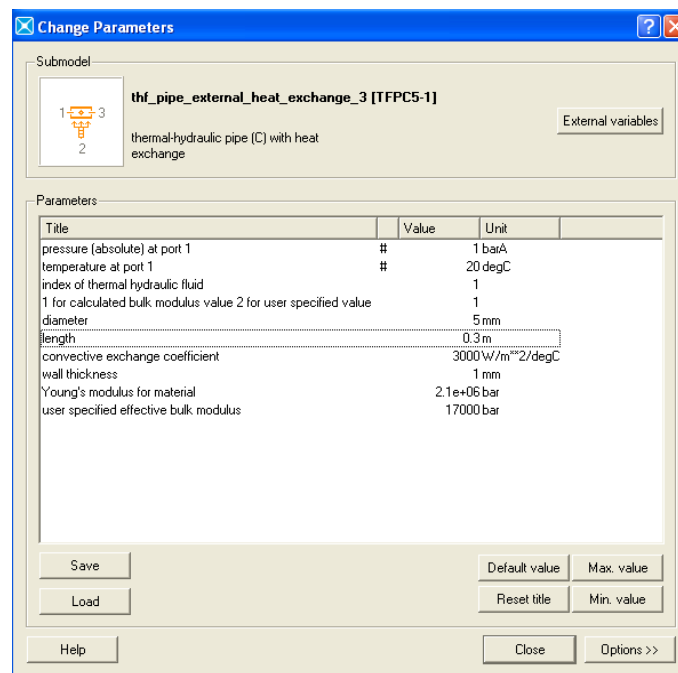 Change Parameters
Submodel
1 3
2
thf_pipe_external_heat_exchange_3 [TFPC5-1]
thermal-hydraulic pipe (C) with heat
exchange
External variables
Parameters
Title Value Unit
pressure (absolute) at port 1 # 1 barA
temperature at port 1 # 20 degC
index of thermal hydraulic fluid 1
1 for calculated bulk modulus value 2 for user specified value 1
diameter 5 mm
length 0.3 m
convective exchange coefficient 3000 W/m**2/degC
wall thickness 1 mm
Young's modulus for material 2.1e+06 bar
user specified effective bulk modulus 17000 bar
Save Default value Max. value
Load Reset title Min. value
Help Close Options >>